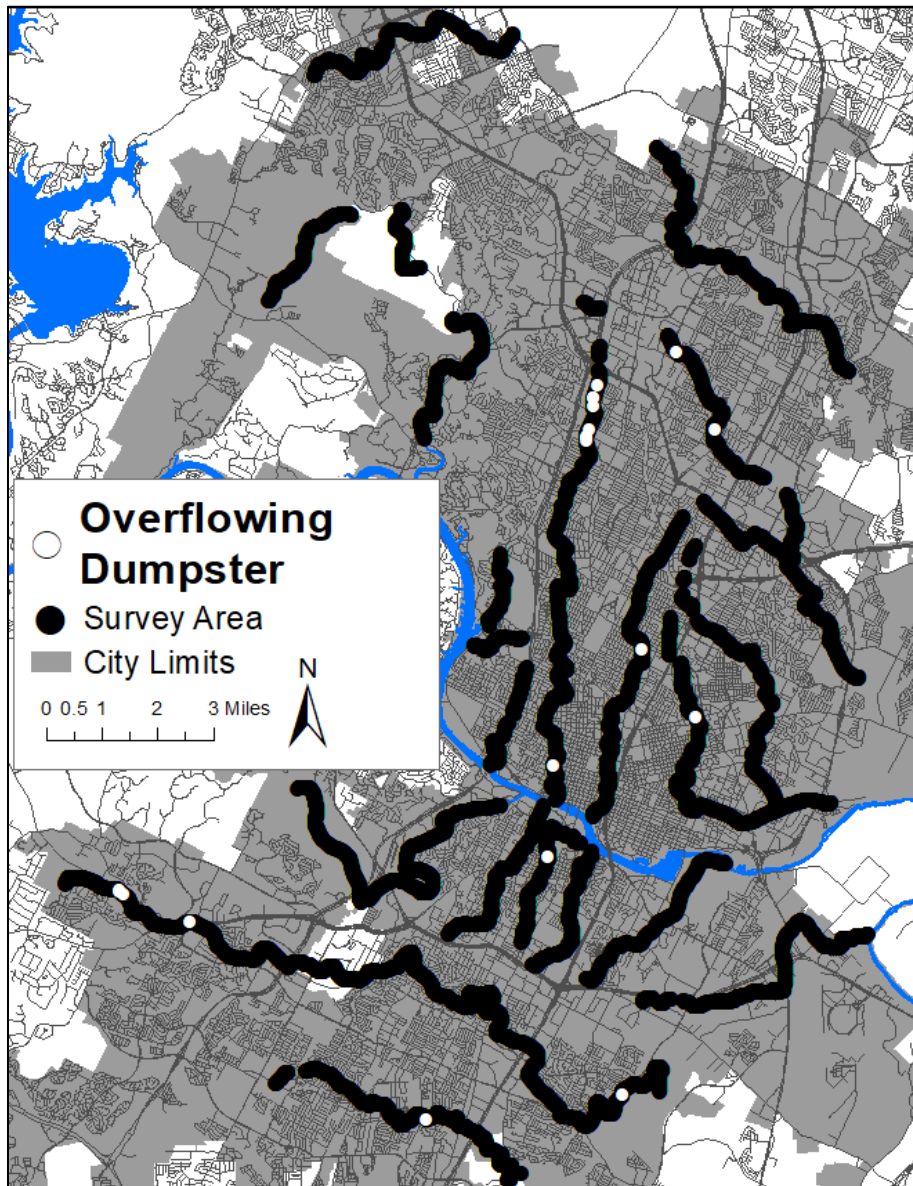 Overflowing
Dumpster
Survey Area
City Limits
N
0 0.5 1 2 3 Miles